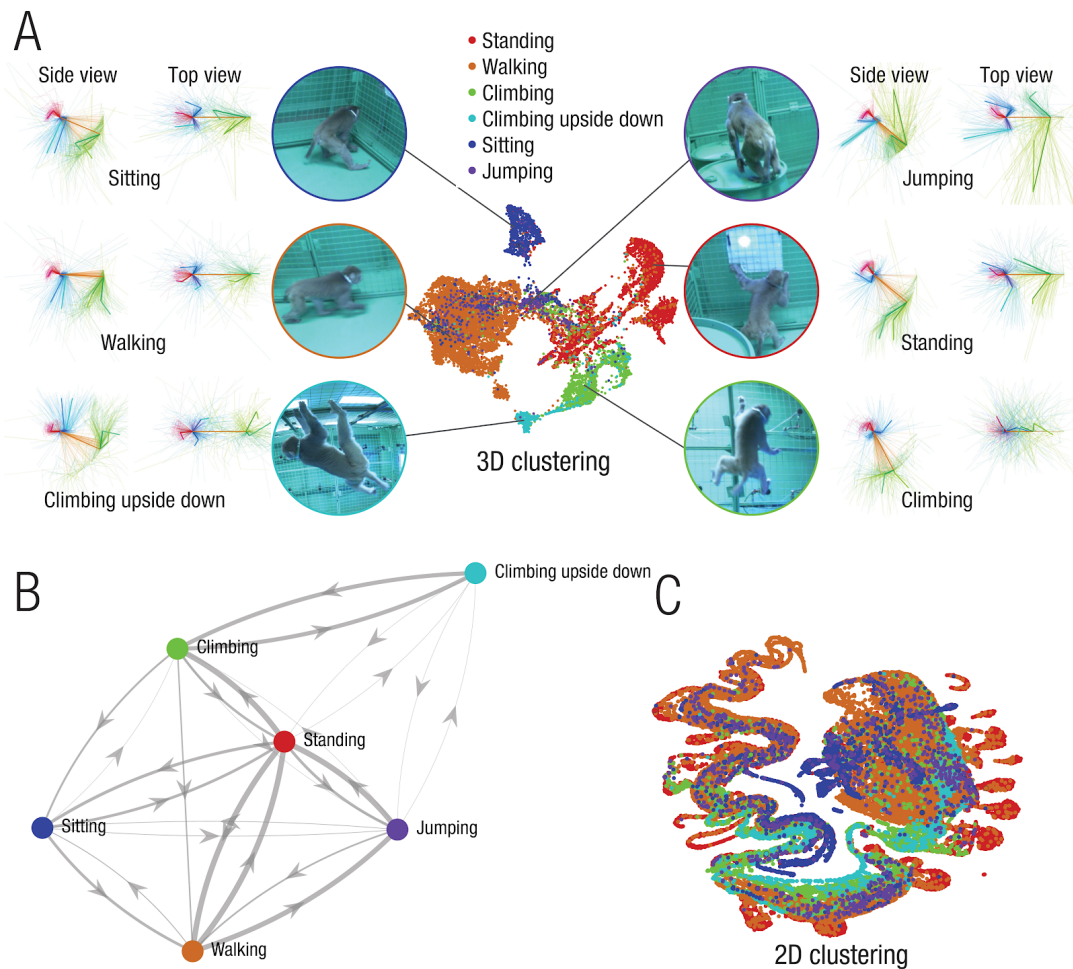 A
Side view
Top view
Sitting
Walking
Climbing upside down
Standing
Walking
Climbing
Climbing upside down
Sitting
Jumping
3D clustering
Side view
Top view
Jumping
Standing
Climbing
B
Climbing upside down
Climbing
Standing
Sitting
Jumping
Walking
C
2D clustering